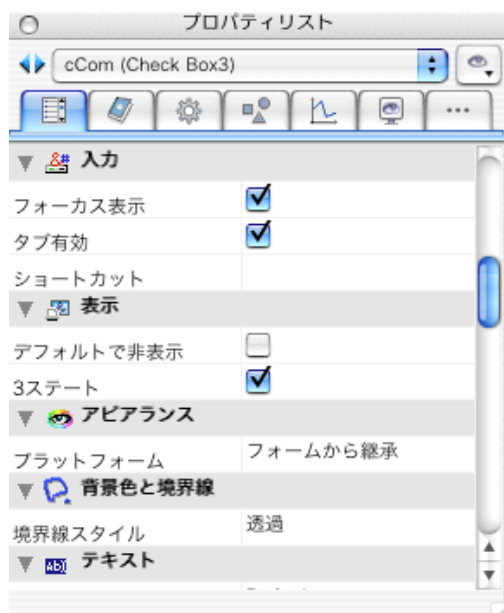 プロパティリスト
cCom (Check Box3)
入力
フォーカス表示
タブ有効
ショートカット
表示
デフォルトで非表示
3ステート
アピアランス
プラットフォーム フォームから継承
背景色と境界線
境界線スタイル 透過
テキスト